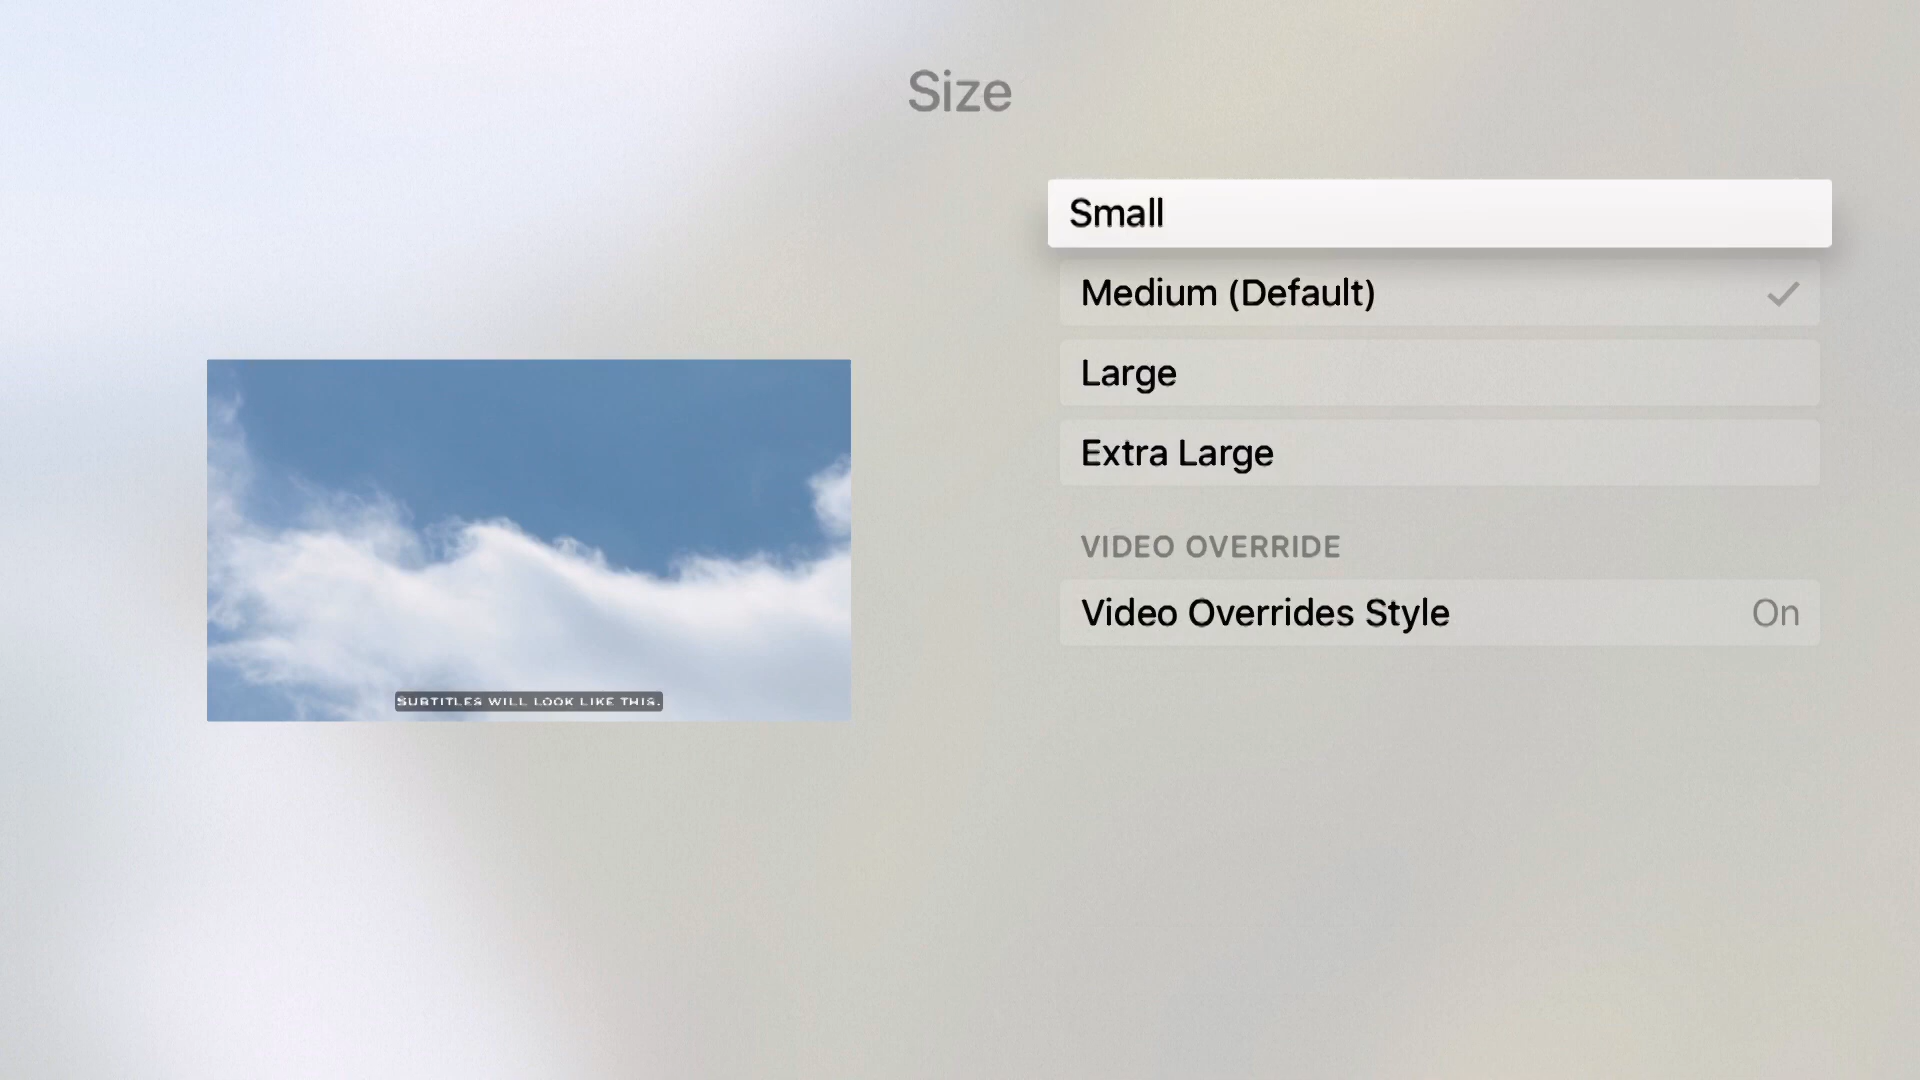 Size
Small
Medium (Default)
Large
Extra Large
VIDEO OVERRIDE
Video Overrides Style
On
SUBTITLES WILL LOOK LIKE THIS.